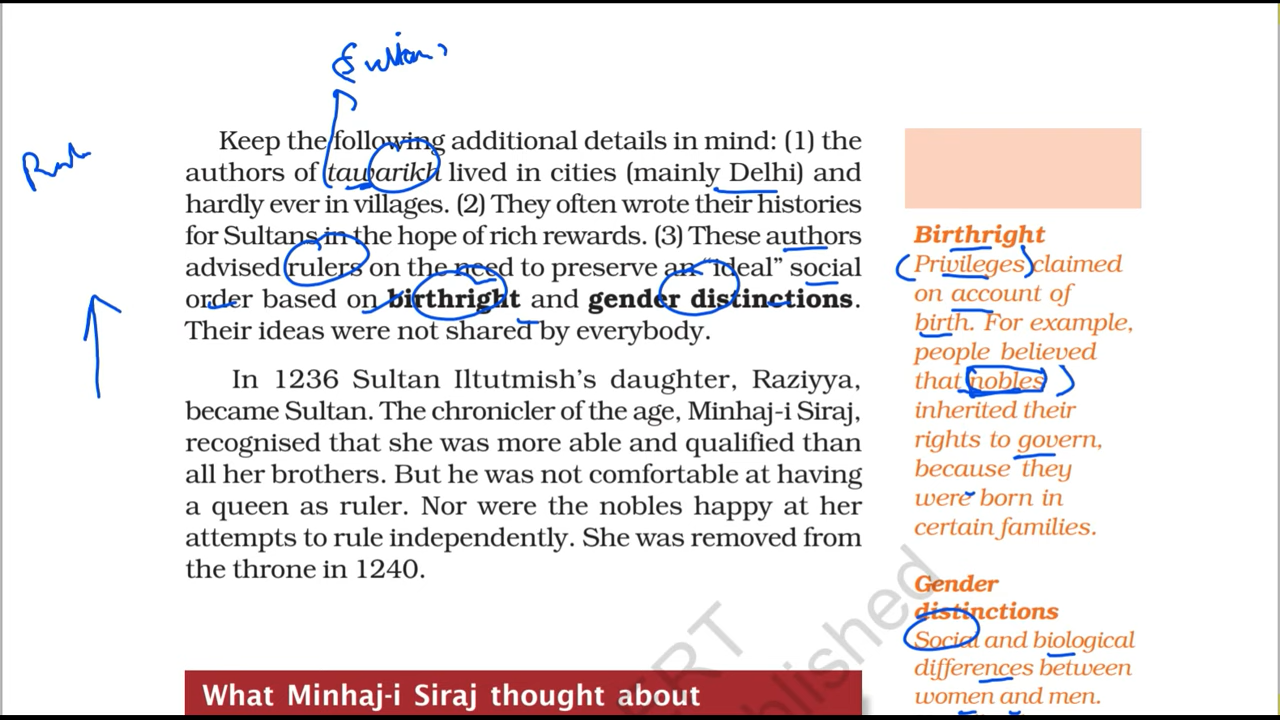 Sultan
Keep the following additional details in mind: (1) the
authors of tawarikh lived in cities (mainly Delhi) and
hardly ever in villages. (2) They often wrote their histories
for Sultans in the hope of rich rewards. (3) These authors
advised rulers on the need to preserve an “ideal” social
order based on birthright and gender distinctions.
Their ideas were not shared by everybody.
In 1236 Sultan Iltutmish’s daughter, Raziyya,
became Sultan. The chronicler of the age, Minhaj-i Siraj,
recognised that she was more able and qualified than
all her brothers. But he was not comfortable at having
a queen as ruler. Nor were the nobles happy at her
attempts to rule independently. She was removed from
the throne in 1240.
What Minhaj-i Siraj thought about
Birthright
Privileges claimed
on account of
birth. For example,
people believed
that nobles
inherited their
rights to govern,
because they
were born in
certain families.
Gender
distinctions
Social and biological
differences between
women and men.